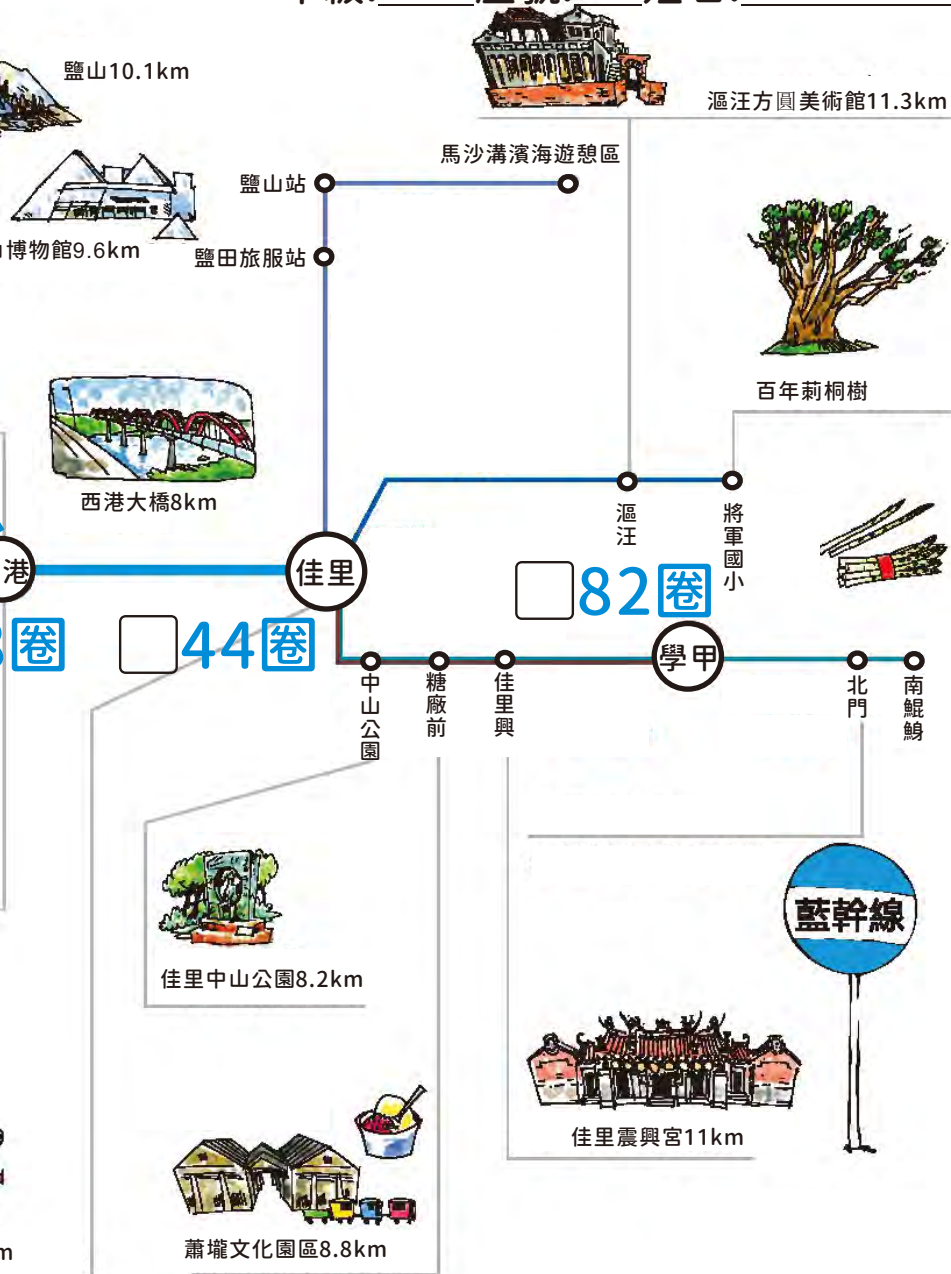 鹽山10.1km
漚汪方圓美術館11.3km
馬沙溝濱海遊憩區
鹽山站
博物館9.6km
鹽田旅服站
百年莿桐樹
西港大橋8km
漚汪
將軍國小
港
佳里
82圈
圈
44圈
學甲
中山公園
糖廠前
佳里興
北門
南鯤鯓
藍幹線
佳里中山公園8.2km
佳里震興宮11km
蕭壠文化園區8.8km
m